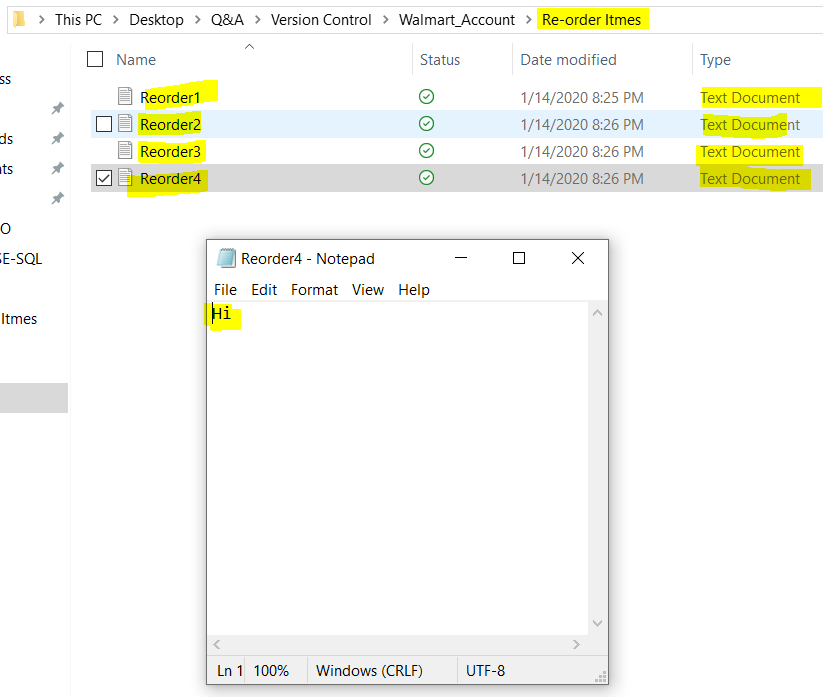 This PC > Desktop > Q&A > Version Control > Walmart_Account > Re-order Itmes
Name Status Date modified Type
ss
Reorder1 1/14/2020 8:25 PM Text Document
Reorder2 1/14/2020 8:26 PM Text Document
ds
Reorder3 1/14/2020 8:26 PM Text Document
ts
Reorder4 1/14/2020 8:26 PM Text Document
O
SE-SQL
Itmes
Reorder4 - Notepad
File Edit Format View Help
Hi
Ln 1 100% Windows (CRLF) UTF-8